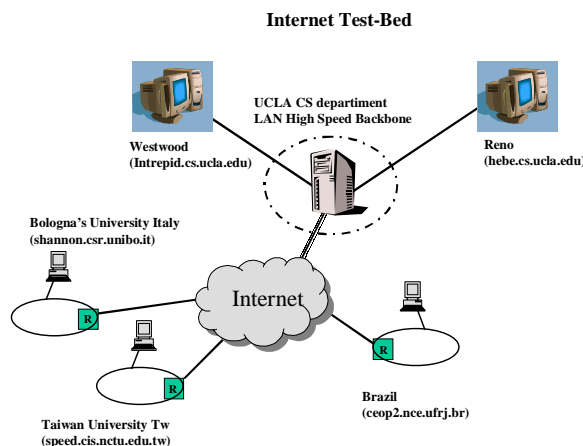 Internet Test-Bed
UCLA CS department
LAN High Speed Backbone
Westwood
(Intrepid.cs.ucla.edu)
Reno
(hebe.cs.ucla.edu)
Bologna's University Italy
(shannon.csr.unibo.it)
Internet
R
R
R
Brazil
(ceop2.nce.ufrj.br)
Taiwan University Tw
(speed.cis.nctu.edu.tw)